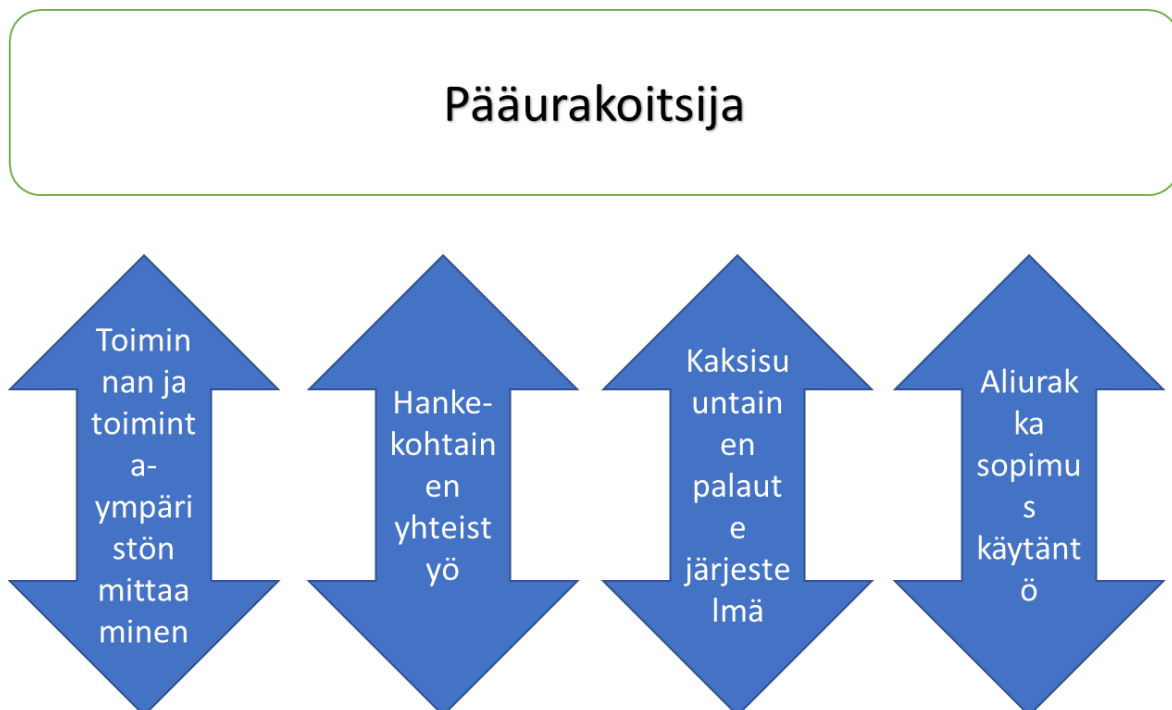 Pääurakoitsija
Toimin
nan ja
toimint
a-
ympäri
stön
mittaa
minen
Hanke-
kohtain
en
yhteist
yö
Kaksisu
untain
en
palaut
e
järjeste
lmä
Aliurak
ka
sopimu
s
käytänt
ö